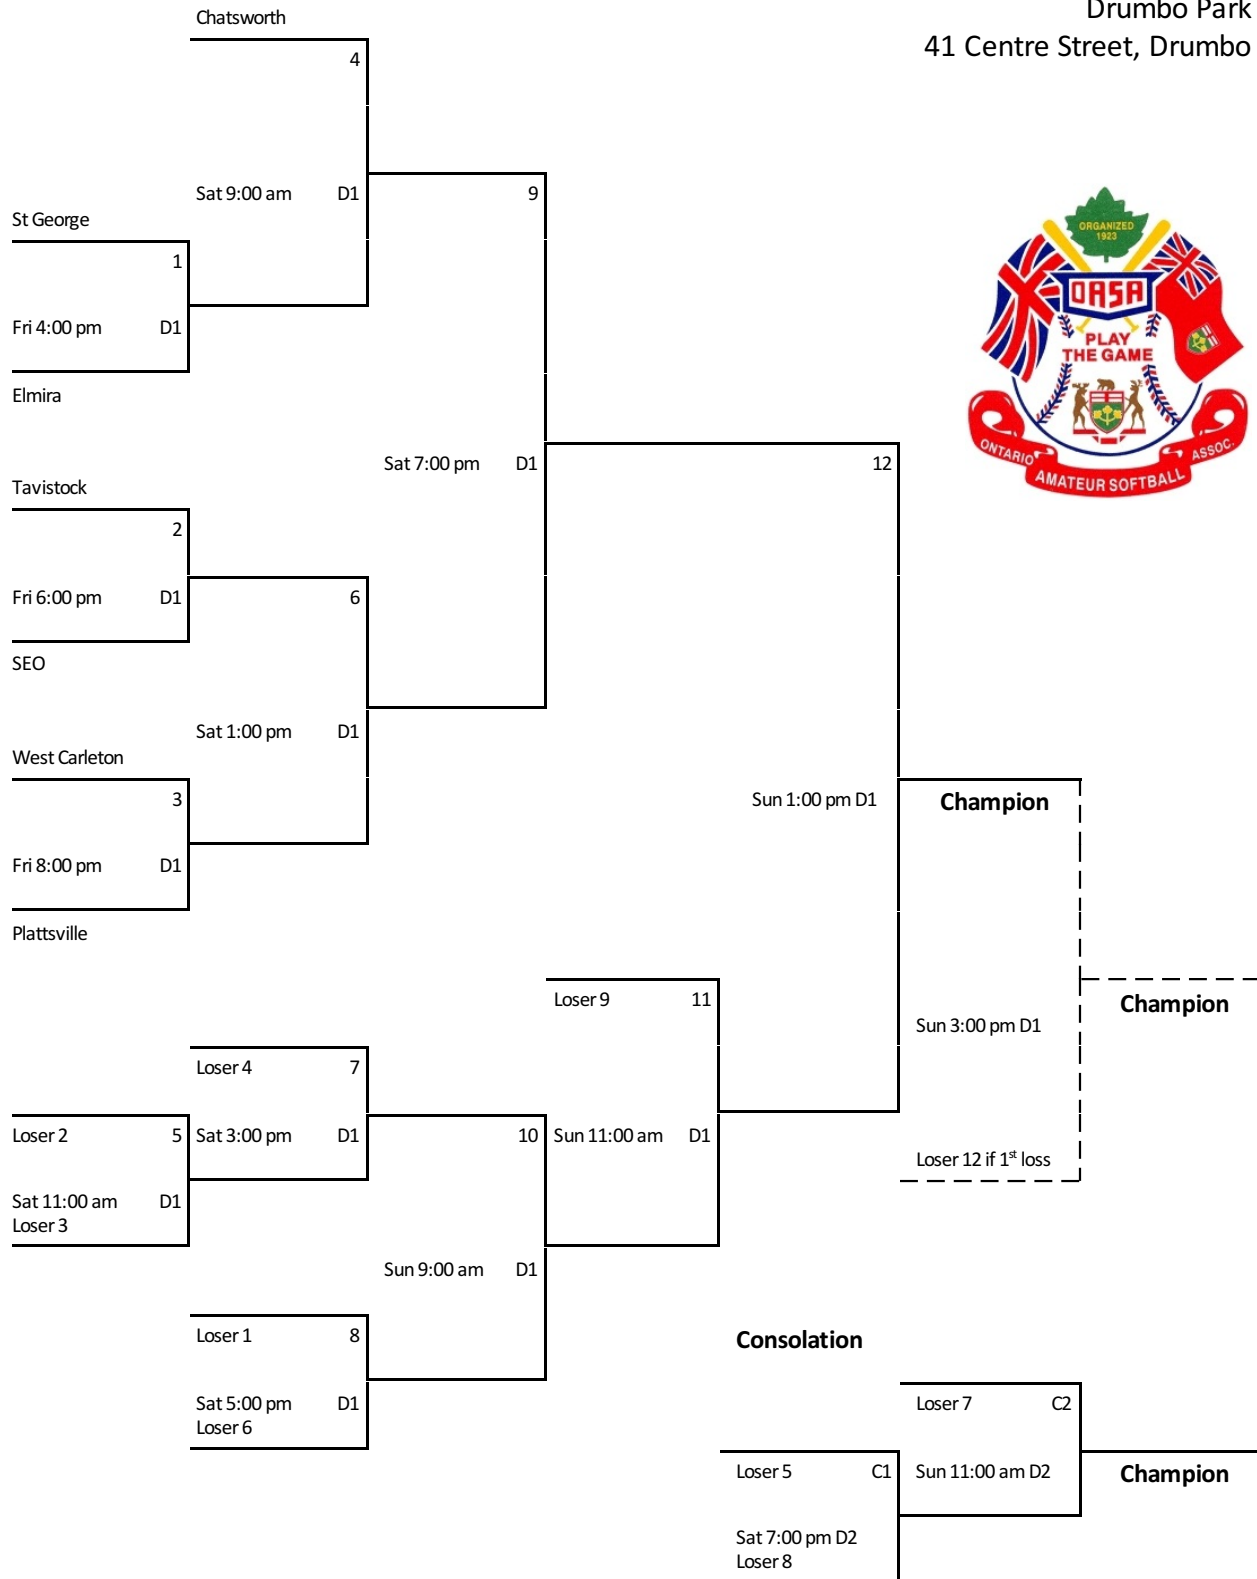 Drumbo Park
41 Centre Street, Drumbo
Chatsworth
4
Sat 9:00 am D1
9
St George
1
Fri 4:00 pm D1
Elmira
ORGANIZED
1923
OASA
PLAY
THE GAME
ONTARIO
AMATEUR SOFTBALL
ASSOC.
Sat 7:00 pm D1
12
Tavistock
2
Fri 6:00 pm D1
6
SEO
Sat 1:00 pm D1
West Carleton
3
Sun 1:00 pm D1
Champion
Fri 8:00 pm D1
Plattsville
Loser 9 11
Champion
Sun 3:00 pm D1
Loser 4 7
Loser 2 5
Sat 3:00 pm D1
10
Sun 11:00 am D1
Loser 12 if 1st loss
Sat 11:00 am D1
Loser 3
Sun 9:00 am D1
Loser 1 8
Consolation
Sat 5:00 pm D1
Loser 6
Loser 7 C2
Loser 5 C1
Sun 11:00 am D2
Champion
Sat 7:00 pm D2
Loser 8